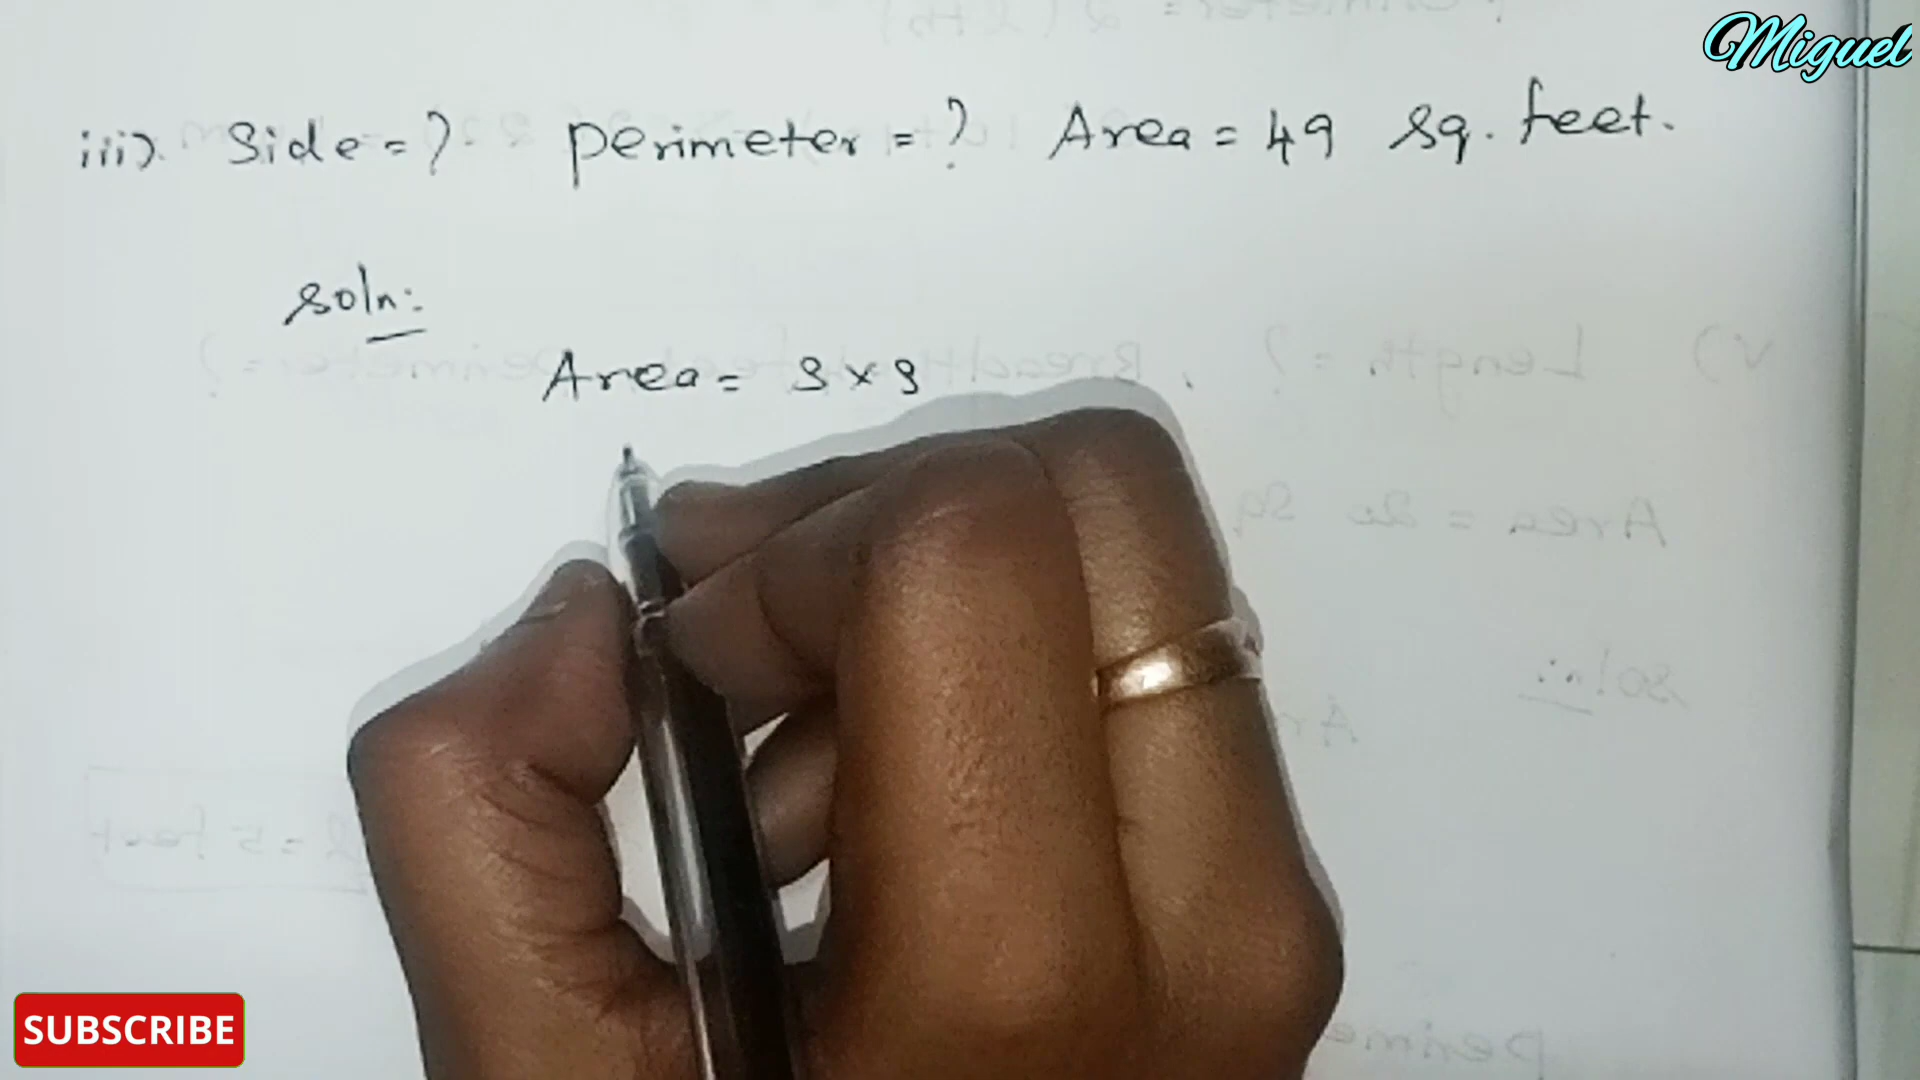 Miguel
iii). Side = ? Perimeter = ? Area = 49 sq. feet.
soln:
Area = s x s
SUBSCRIBE